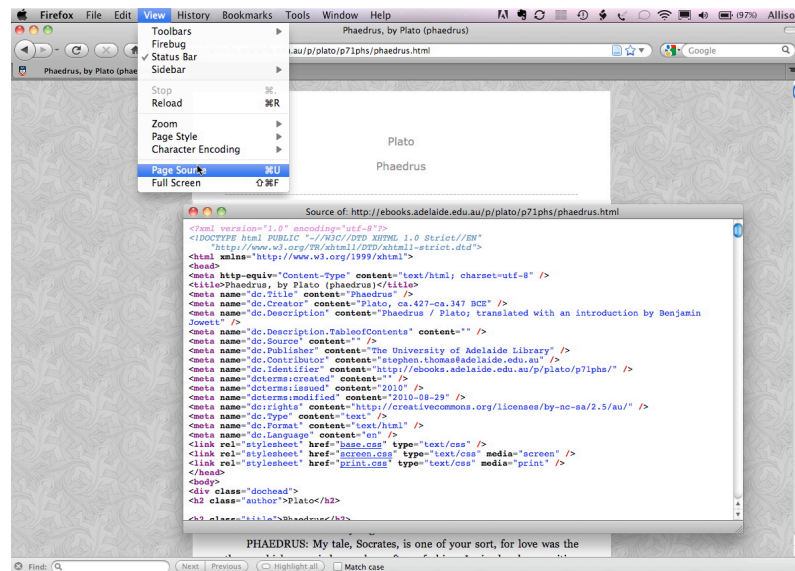 Firefox File Edit View History Bookmarks Tools Window Help (97%) Alliso
Phaedrus, by Plato (phaedrus)
.au/p/plato/p71phs/phaedrus.html
Google
Phaedrus, by Plato (phae
Toolbars
Firebug
✓ Status Bar
Sidebar
Stop ⌘.
Reload ⌘R
Zoom
Page Style
Character Encoding
Page Source ⌘U
Full Screen ⇧⌘F
Plato
Phaedrus
Source of: http://ebooks.adelaide.edu.au/p/plato/p71phs/phaedrus.html
<?xml version="1.0" encoding="utf-8"?>
<!DOCTYPE html PUBLIC "-//W3C//DTD XHTML 1.0 Strict//EN"
"http://www.w3.org/TR/xhtml1/DTD/xhtml1-strict.dtd">
<html xmlns="http://www.w3.org/1999/xhtml">
<head>
<meta http-equiv="Content-Type" content="text/html; charset=utf-8" />
<title>Phaedrus, by Plato (phaedrus)</title>
<meta name="dc.Title" content="Phaedrus" />
<meta name="dc.Creator" content="Plato, ca.427-ca.347 BCE" />
<meta name="dc.Description" content="Phaedrus / Plato; translated with an introduction by Benjamin
Jowett" />
<meta name="dc.Description.TableofContents" content="" />
<meta name="dc.Source" content="" />
<meta name="dc.Publisher" content="The University of Adelaide Library" />
<meta name="dc.Contributor" content="stephen.thomas@adelaide.edu.au" />
<meta name="dc.Identifier" content="http://ebooks.adelaide.edu.au/p/plato/p71phs/" />
<meta name="dcterms:created" content="" />
<meta name="dcterms:issued" content="2010" />
<meta name="dcterms:modified" content="2010-08-29" />
<meta name="dc:rights" content="http://creativecommons.org/licenses/by-nc-sa/2.5/au/" />
<meta name="dc.Type" content="text" />
<meta name="dc.Format" content="text/html" />
<meta name="dc.Language" content="en" />
<link rel="stylesheet" href="base.css" type="text/css" />
<link rel="stylesheet" href="screen.css" type="text/css" media="screen" />
<link rel="stylesheet" href="print.css" type="text/css" media="print" />
</head>
<body>
<div class="dochead">
<h2 class="author">Plato</h2>
<h2 class="title">Phaedrus</h2>
PHAEDRUS: My tale, Socrates, is one of your sort, for love was the
Find: Next Previous Highlight all Match case